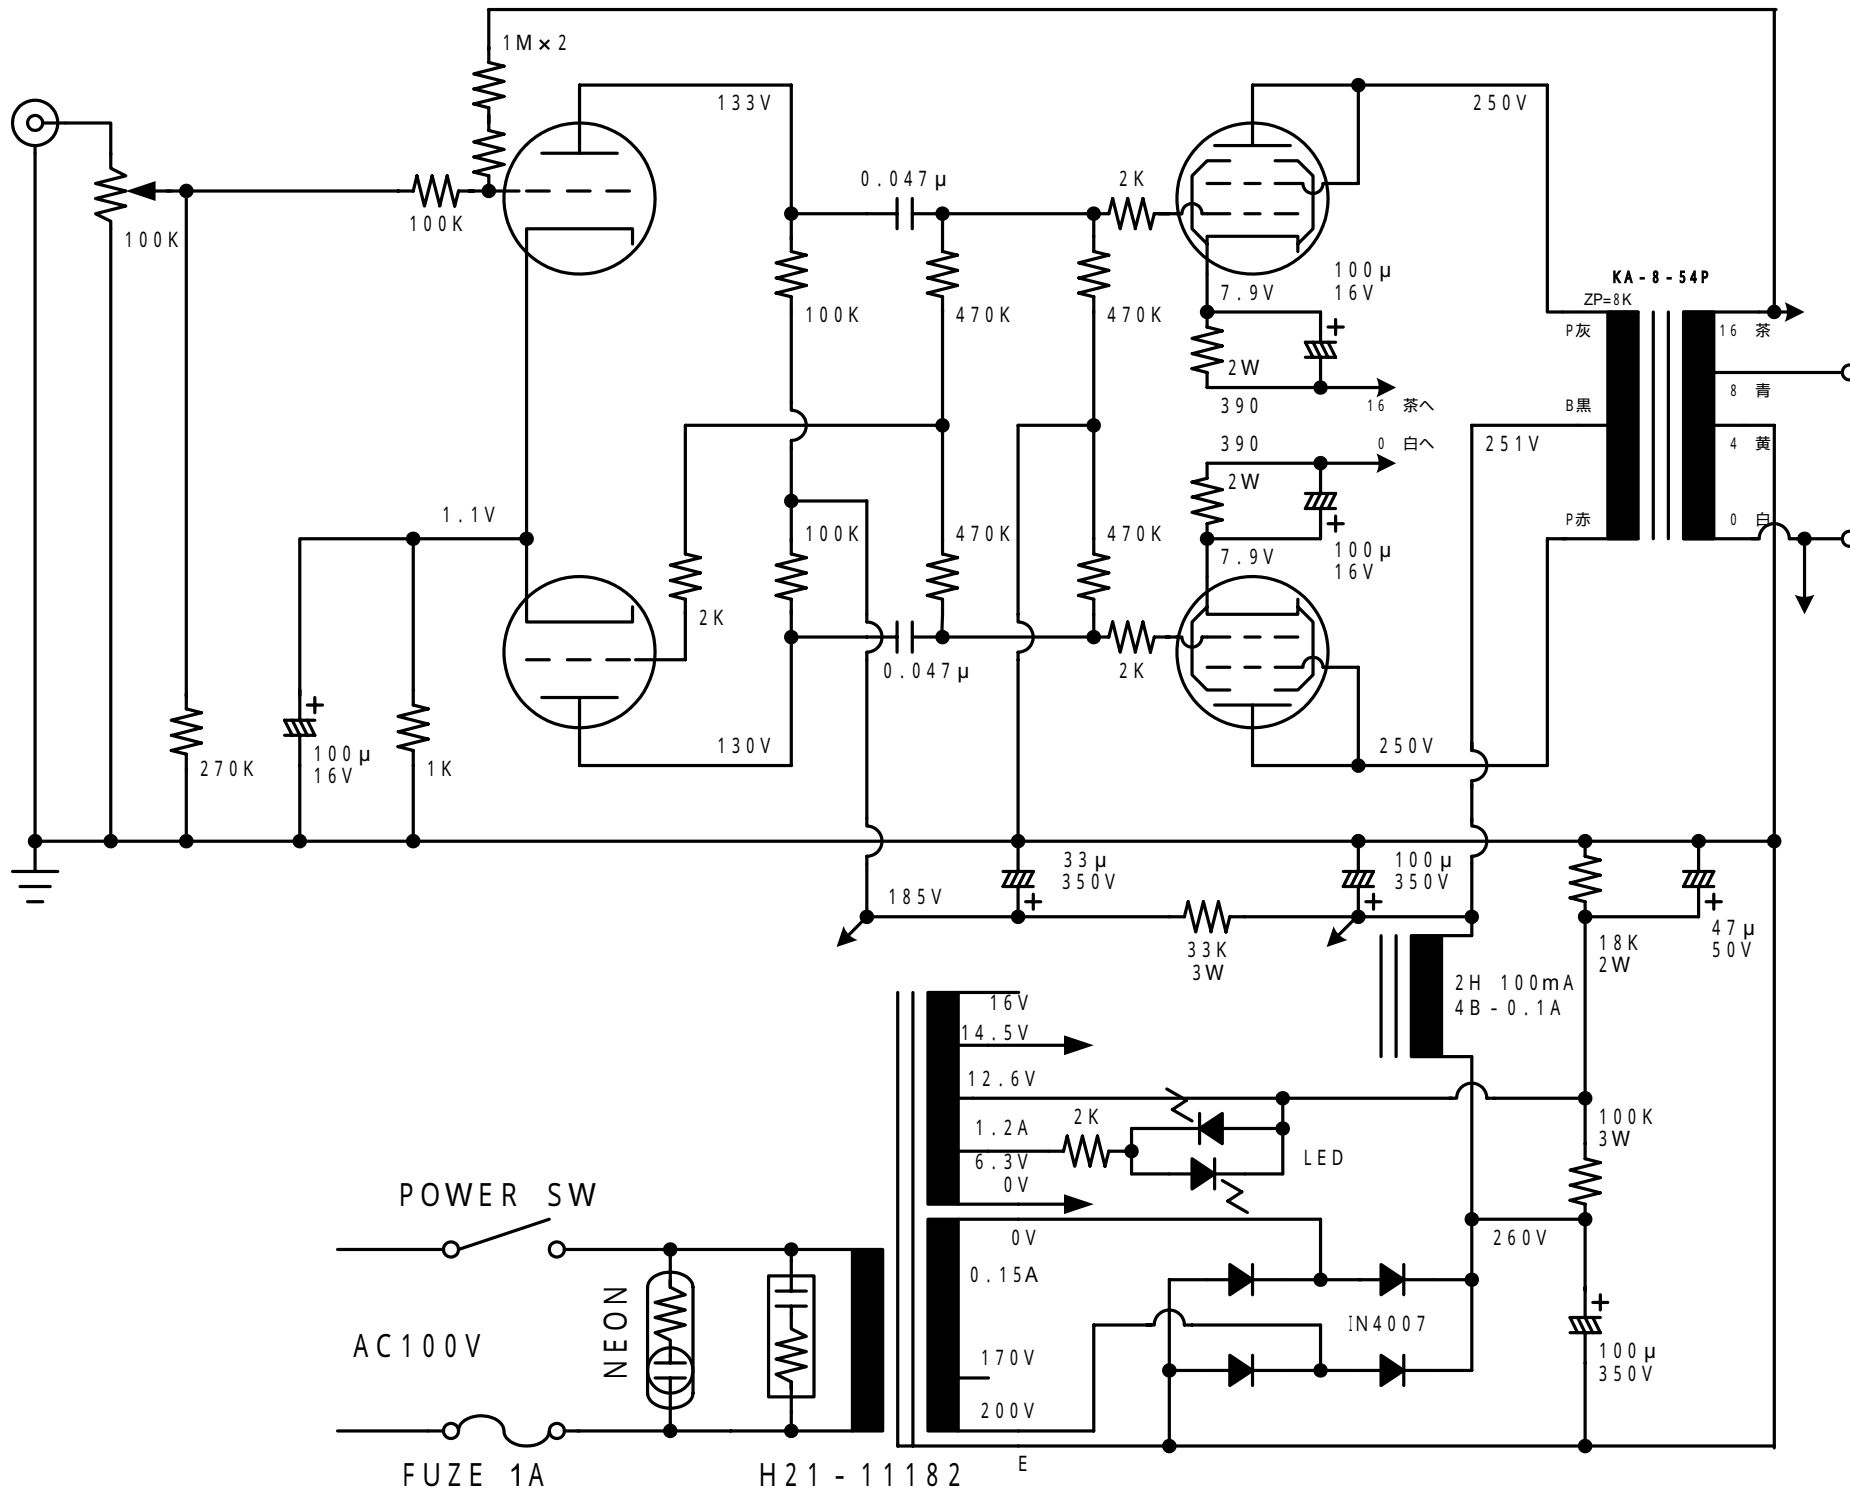 1M×2
133V
250V
0.047μ
2K
100K
100K
100μ
16V
7.9V
KA-8-54P
ZP=8K
100K
470K
470K
P灰
16 茶
2W
390
16 茶へ
8 青
B黒
390
0 白へ
251V
4 黄
2W
1.1V
100K
470K
470K
7.9V
100μ
16V
P赤
0 白
2K
0.047μ
2K
130V
250V
270K
100μ
16V
1K
33μ
350V
100μ
350V
185V
33K
3W
18K
2W
47μ
50V
2H 100mA
4B-0.1A
16V
14.5V
12.6V
1.2A
2K
100K
3W
6.3V
LED
0V
POWER SW
0V
260V
0.15A
NEON
AC100V
IN4007
170V
100μ
350V
200V
E
FUZE 1A
H21-11182